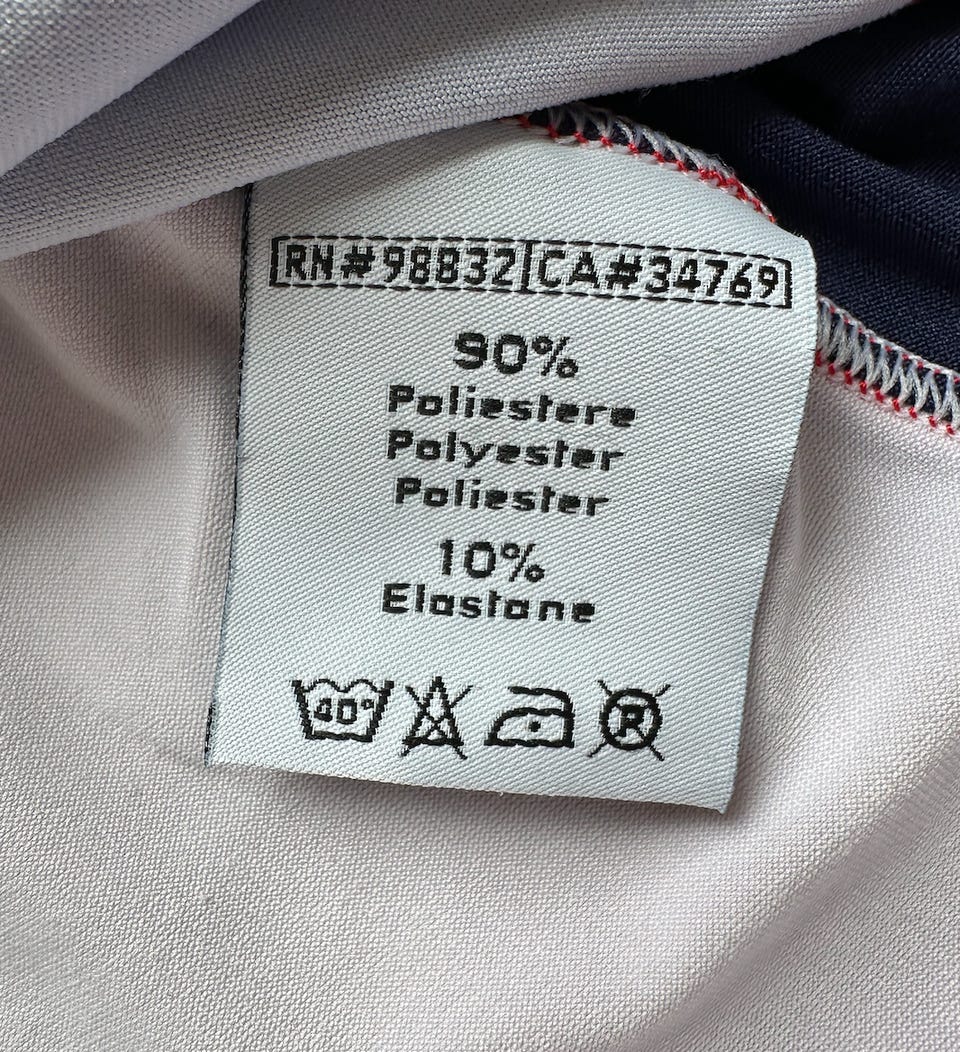 RN#98832 CA#34769
90%
Poliestere
Polyester
Poliester
10%
Elastane
40°
P